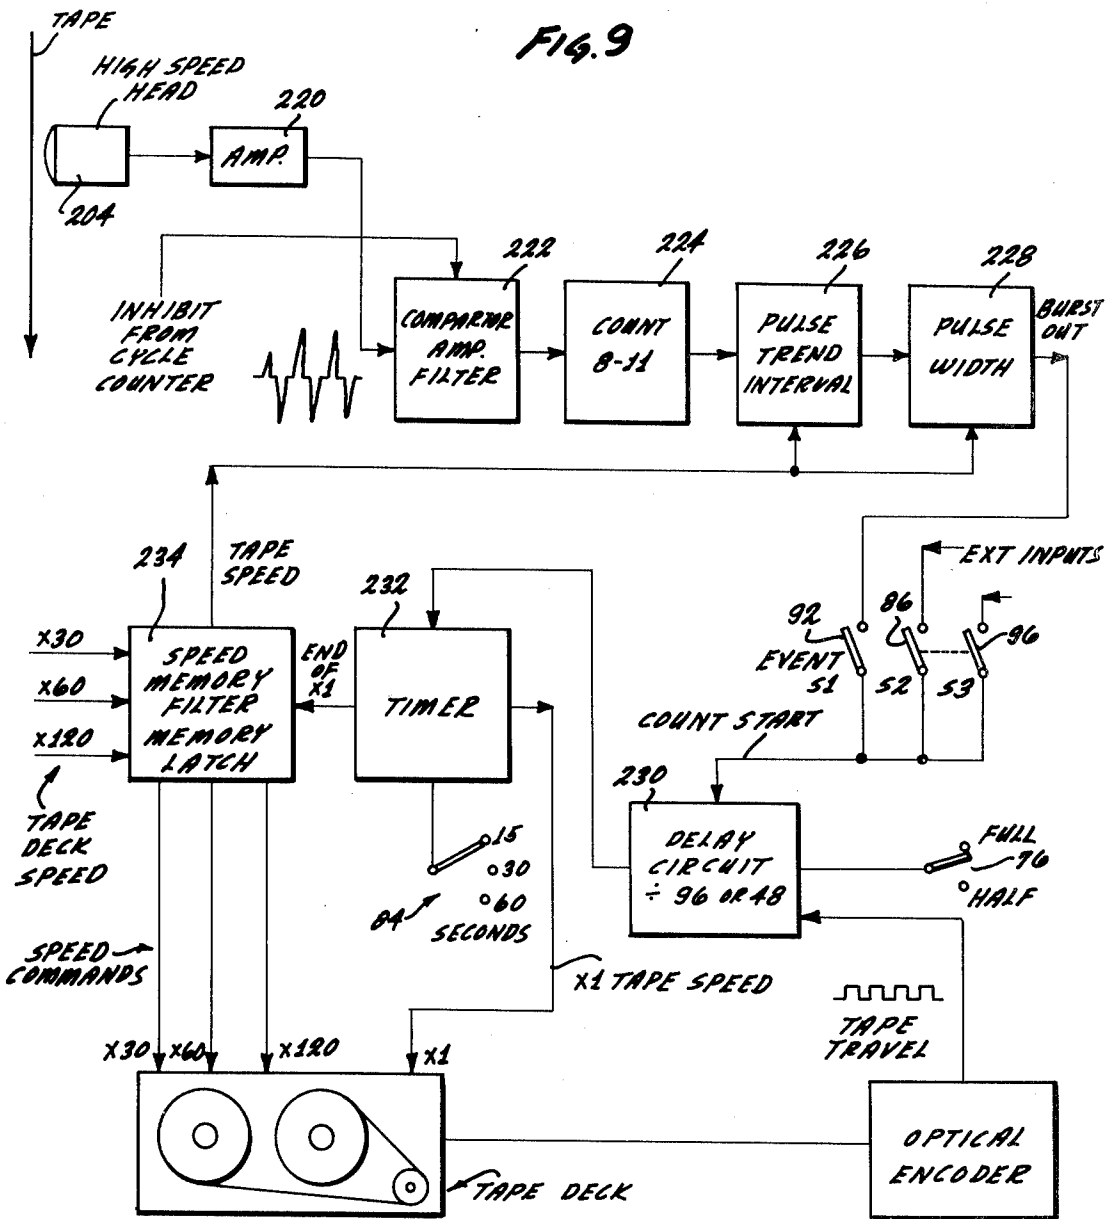 TAPE
FIG. 9
HIGH SPEED
HEAD
220
AMP.
204
222
224
226
228
INHIBIT
FROM
CYCLE
COUNTER
COMPARTOR
AMP.
FILTER
COUNT
8-11
PULSE
TREND
INTERVAL
PULSE
WIDTH
BURST
OUT
234
TAPE
SPEED
232
EXT INPUTS
92
86
96
EVENT
S1
S2
S3
X30
X60
X120
SPEED
MEMORY
FILTER
MEMORY
LATCH
END
OF
X1
TIMER
COUNT START
230
TAPE
DECK
SPEED
15
30
60
SECONDS
84
DELAY
CIRCUIT
÷ 96 OR 48
FULL
76
HALF
SPEED
COMMANDS
X1 TAPE SPEED
TAPE
TRAVEL
X30
X60
X120
X1
OPTICAL
ENCODER
TAPE DECK